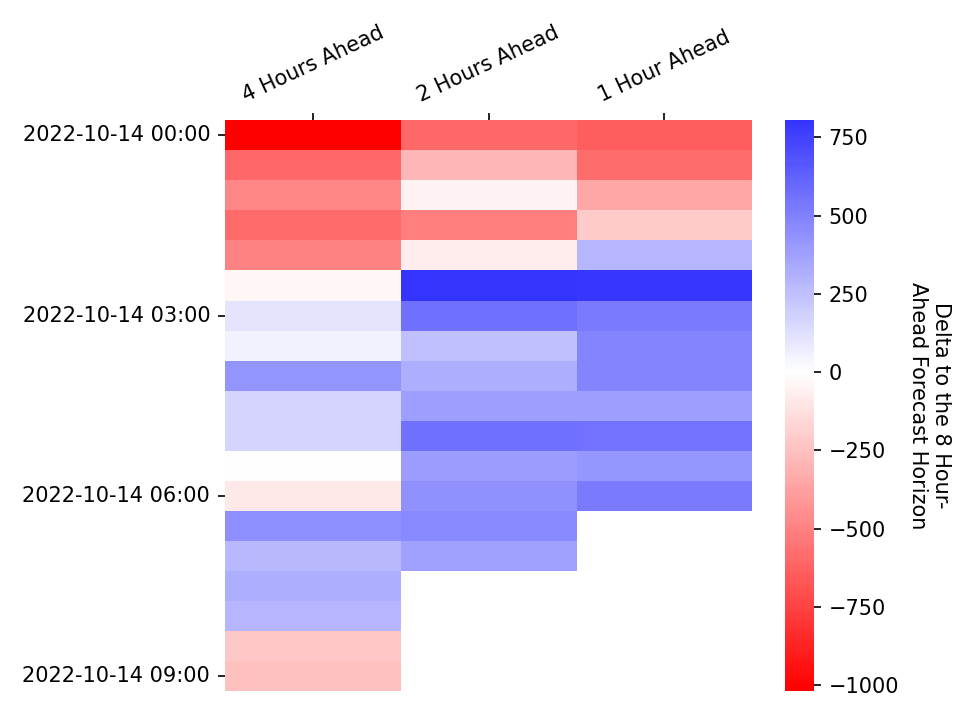 4 Hours Ahead
2 Hours Ahead
1 Hour Ahead
2022-10-14 00:00
2022-10-14 03:00
2022-10-14 06:00
2022-10-14 09:00
750
500
250
0
−250
−500
−750
−1000
Delta to the 8 Hour-
Ahead Forecast Horizon